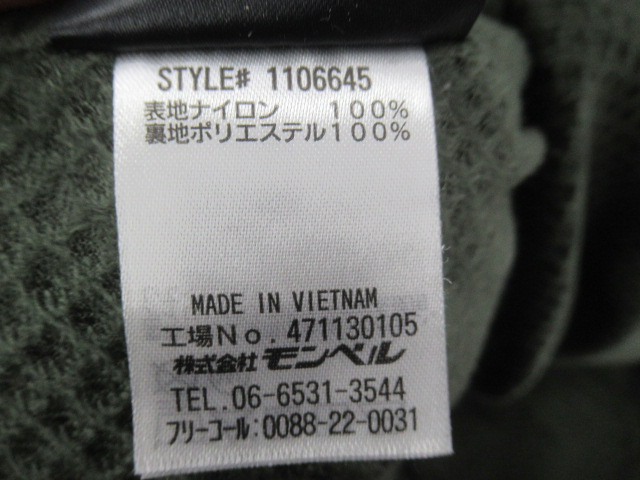 STYLE# 1106645
表地ナイロン 100%
裏地ポリエステル100%
MADE IN VIETNAM
工場No. 471130105
株式会社 モンベル
TEL. 06-6531-3544
フリーコール:0088-22-0031